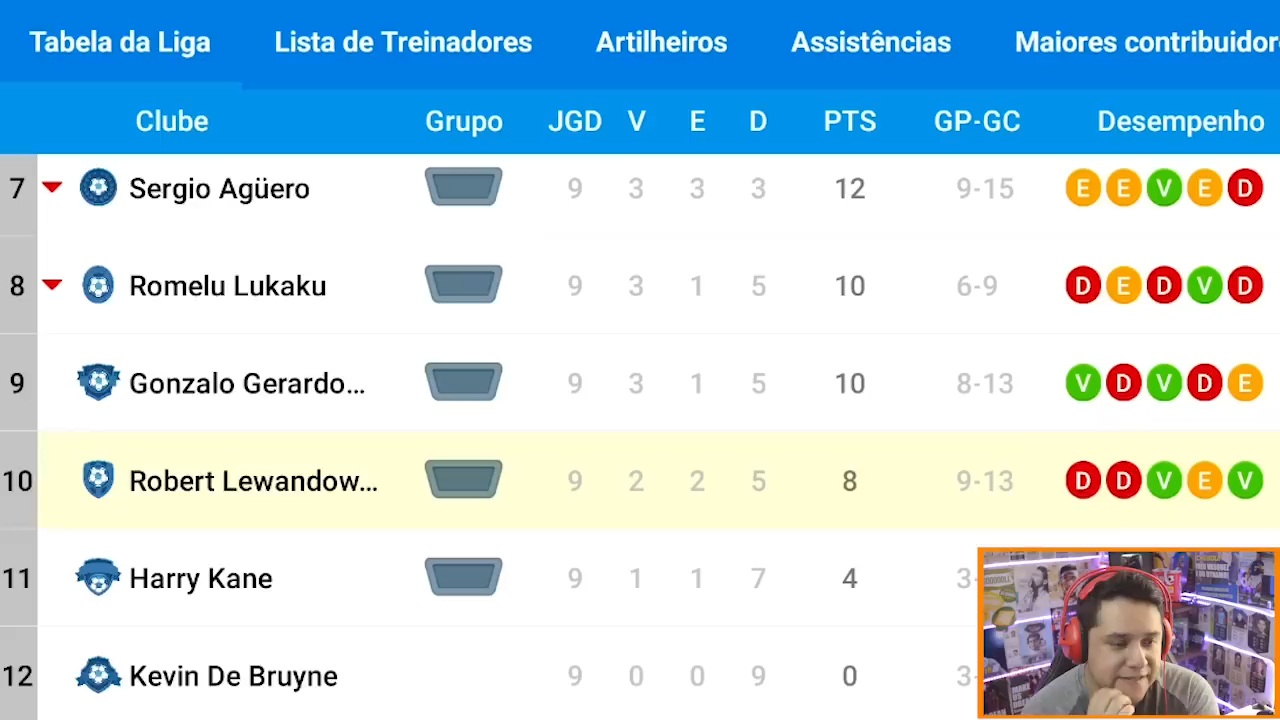 Tabela da Liga Lista de Treinadores Artilheiros Assistências Maiores contribuidor
Clube Grupo JGD V E D PTS GP-GC Desempenho
7 Sergio Agüero 9 3 3 3 12 9-15 E E V E D
8 Romelu Lukaku 9 3 1 5 10 6-9 D E D V D
9 Gonzalo Gerardo... 9 3 1 5 10 8-13 V D V D E
10 Robert Lewandow... 9 2 2 5 8 9-13 D D V E V
11 Harry Kane 9 1 1 7 4 3-
12 Kevin De Bruyne 9 0 0 9 0 3-